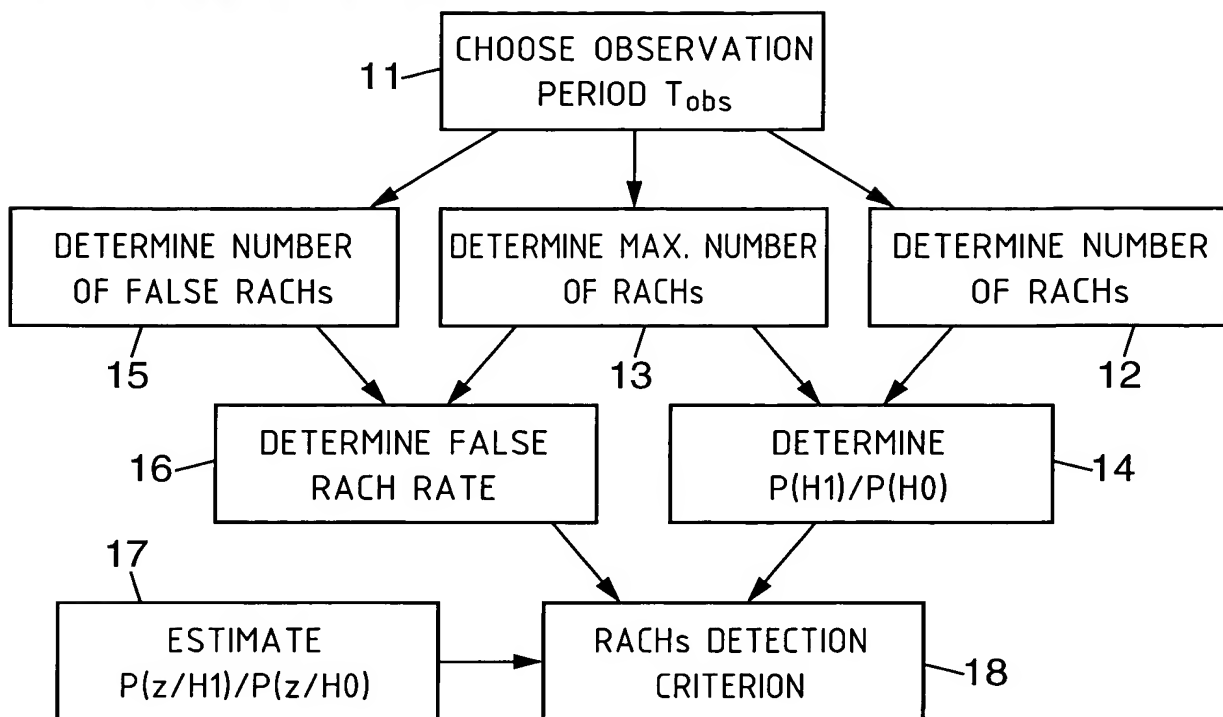 CHOOSE OBSERVATION
PERIOD Tobs
11
DETERMINE NUMBER
OF FALSE RACHs
DETERMINE MAX. NUMBER
OF RACHs
DETERMINE NUMBER
OF RACHs
15
13
12
DETERMINE FALSE
RACH RATE
16
DETERMINE
P(H1)/P(H0)
14
17
ESTIMATE
P(z/H1)/P(z/H0)
RACHs DETECTION
CRITERION
18